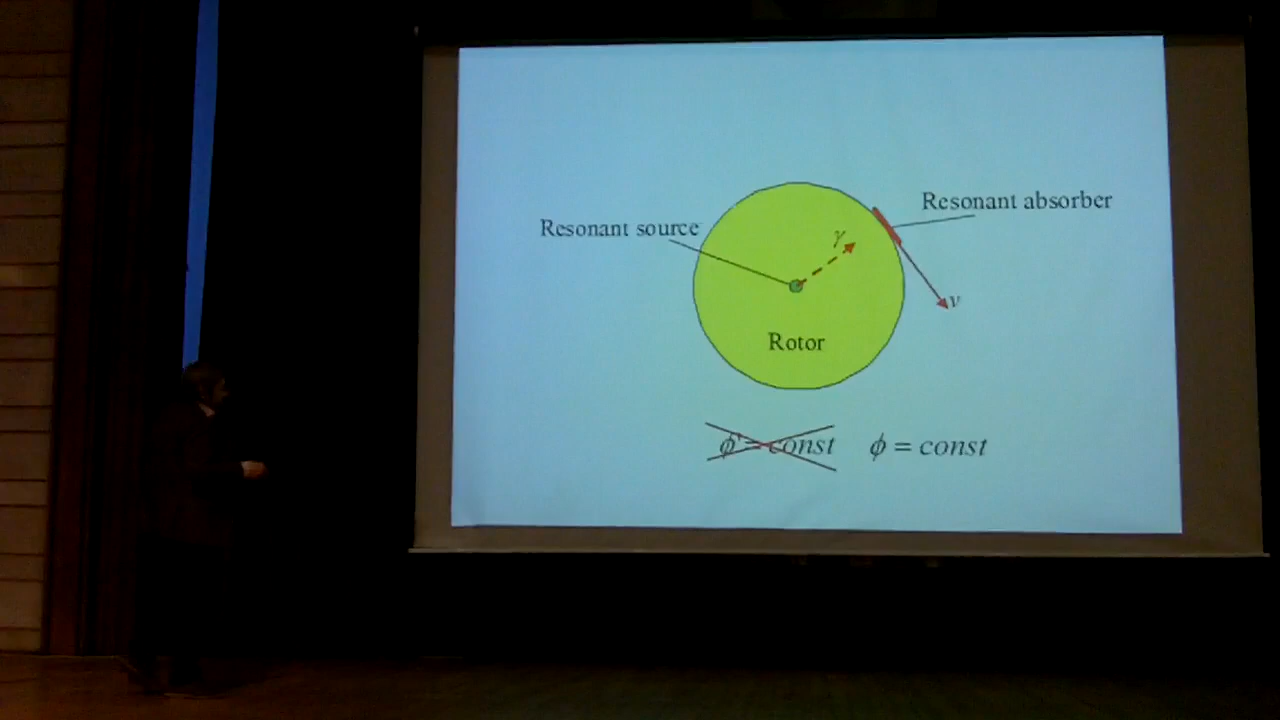 Resonant absorber
Resonant source
γ
ν
Rotor
ϕ' = const ϕ = const